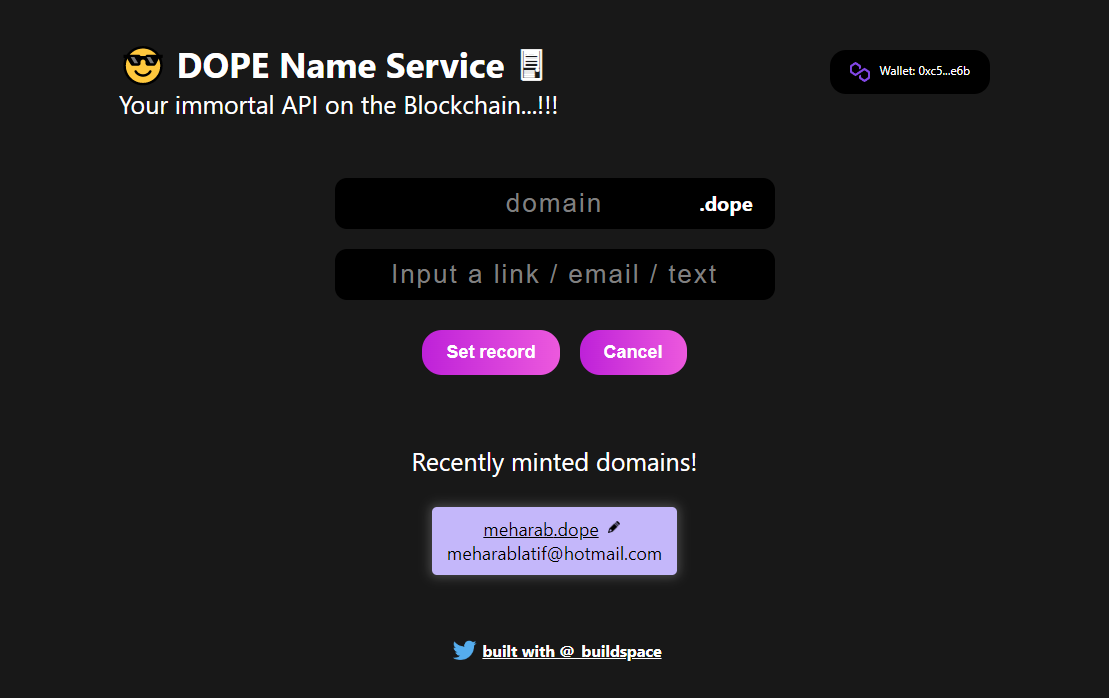 😎 DOPE Name Service
Your immortal API on the Blockchain...!!!
Wallet: 0xc5...e6b
domain .dope
Input a link / email / text
Set record Cancel
Recently minted domains!
meharab.dope
meharablatif@hotmail.com
built with @_buildspace